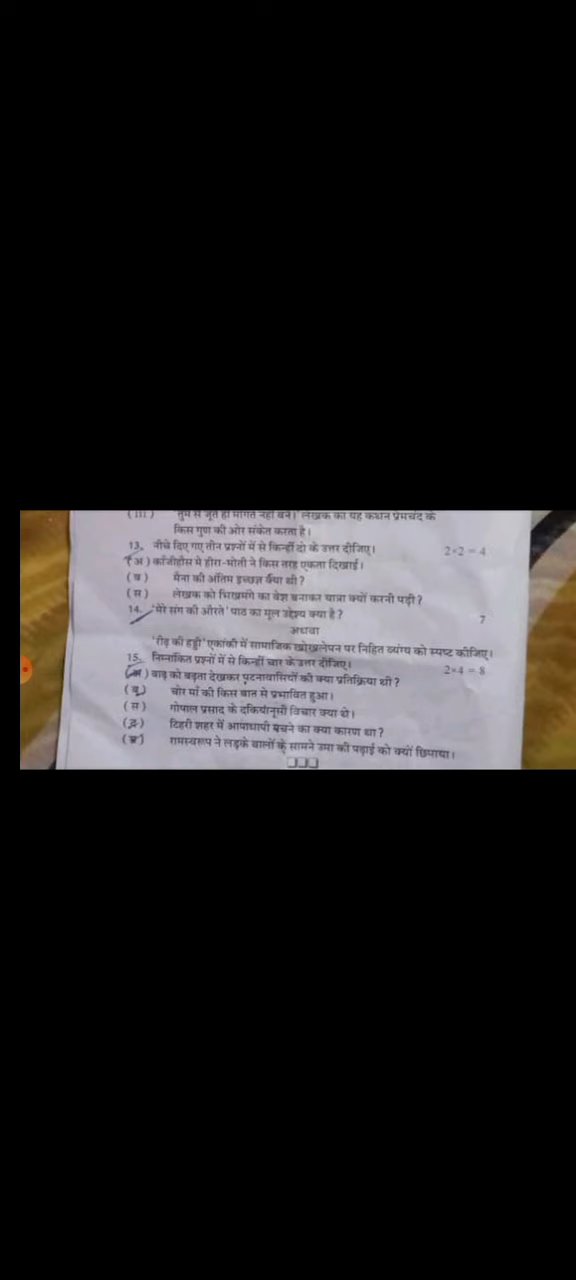 (III) तुम से जूते ही मांगते नहीं बने।' लेखक का यह कथन प्रेमचंद के
किस गुण की ओर संकेत करता है।
13. नीचे दिए गए तीन प्रश्नों में से किन्हीं दो के उत्तर दीजिए। 2×2 = 4
(अ) काँजीहौस मे हीरा-मोती ने किस तरह एकता दिखाई।
(ब) मैना की अंतिम इच्छा क्या थी?
(स) लेखक को भिखमंगे का वेश बनाकर यात्रा क्यों करनी पड़ी?
14. 'मेरे संग की औरते' पाठ का मूल उद्देश्य क्या है? 7
अथवा
'रीढ़ की हड्डी' एकांकी में सामाजिक खोखलेपन पर निहित व्यंग्य को स्पष्ट कीजिए।
15. निम्नांकित प्रश्नों में से किन्हीं चार के उत्तर दीजिए। 2×4 = 8
(अ) बाढ़ को बढ़ता देखकर पटनावासियों की क्या प्रतिक्रिया थी?
(ब) चोर माँ की किस बात से प्रभावित हुआ।
(स) गोपाल प्रसाद के दकियानूसी विचार क्या थे।
(द) टिहरी शहर में आपाधापी मचने का क्या कारण था?
रामस्वरूप ने लड़के वालों के सामने उमा की पढ़ाई को क्यों छिपाया।